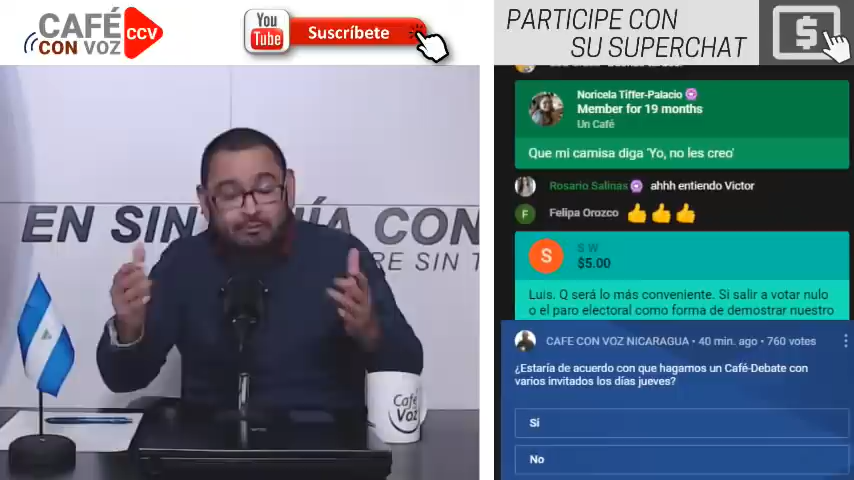 CAFÉ
CON VOZ
CCV
You
Tube
Suscríbete
PARTICIPE CON
SU SUPERCHAT
$
Noricela Tiffer-Palacio
Member for 19 months
Un Café
Que mi camisa diga 'Yo, no les creo'
Rosario Salinas ahhh entiendo Victor
F Felipa Orozco 👍👍👍
S
S W
$5.00
Luis. Q será lo más conveniente. Si salir a votar nulo
o el paro electoral como forma de demostrar nuestro
CAFE CON VOZ NICARAGUA • 40 min. ago • 760 votes
¿Estaría de acuerdo con que hagamos un Café-Debate con
varios invitados los días jueves?
Sí
No
EN SIN ÍA CON
RE SIN T
Café
Voz